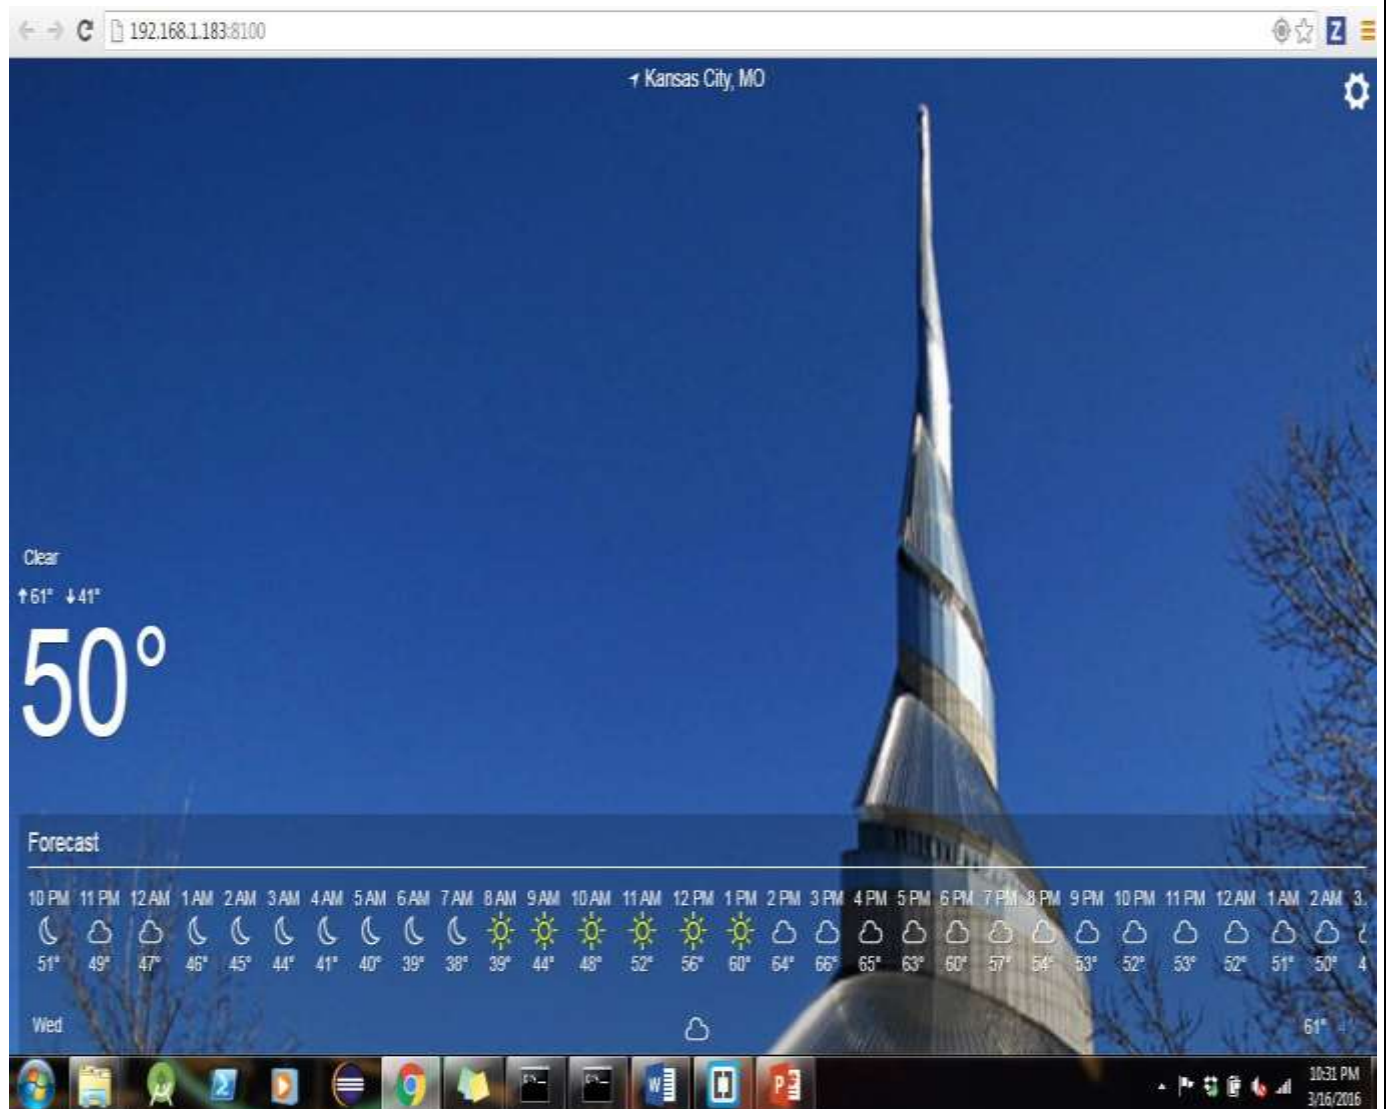 192.168.1.183:8100
Z
Kansas City, MO
Clear
61° 41°
50°
Forecast
10 PM 11 PM 12 AM 1 AM 2 AM 3 AM 4 AM 5 AM 6 AM 7 AM 8 AM 9 AM 10 AM 11 AM 12 PM 1 PM 2 PM 3 PM 4 PM 5 PM 6 PM 7 PM 8 PM 9 PM 10 PM 11 PM 12 AM 1 AM 2 AM 3
51° 49° 47° 46° 45° 44° 41° 40° 39° 38° 39° 44° 48° 52° 56° 60° 64° 66° 65° 63° 60° 57° 54° 53° 52° 53° 52° 51° 50° 4
Wed 61°
10:31 PM
3/16/2016